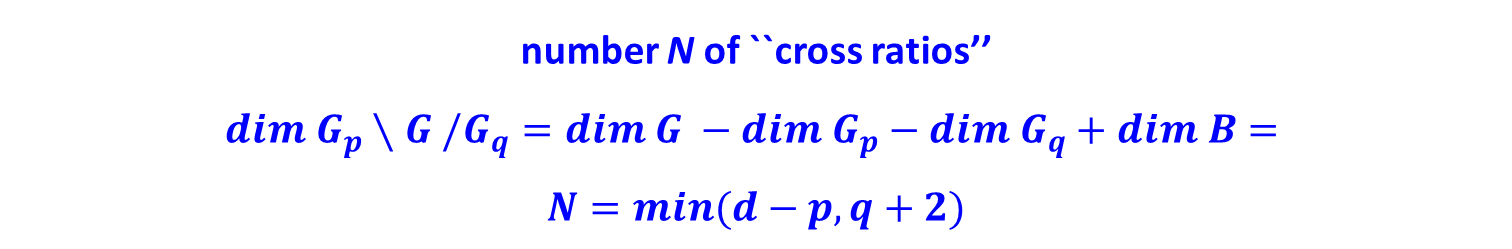 number N of ``cross ratios’’
dim G_p \ G /G_q = dim G − dim G_p − dim G_q + dim B =
N = min(d − p, q + 2)